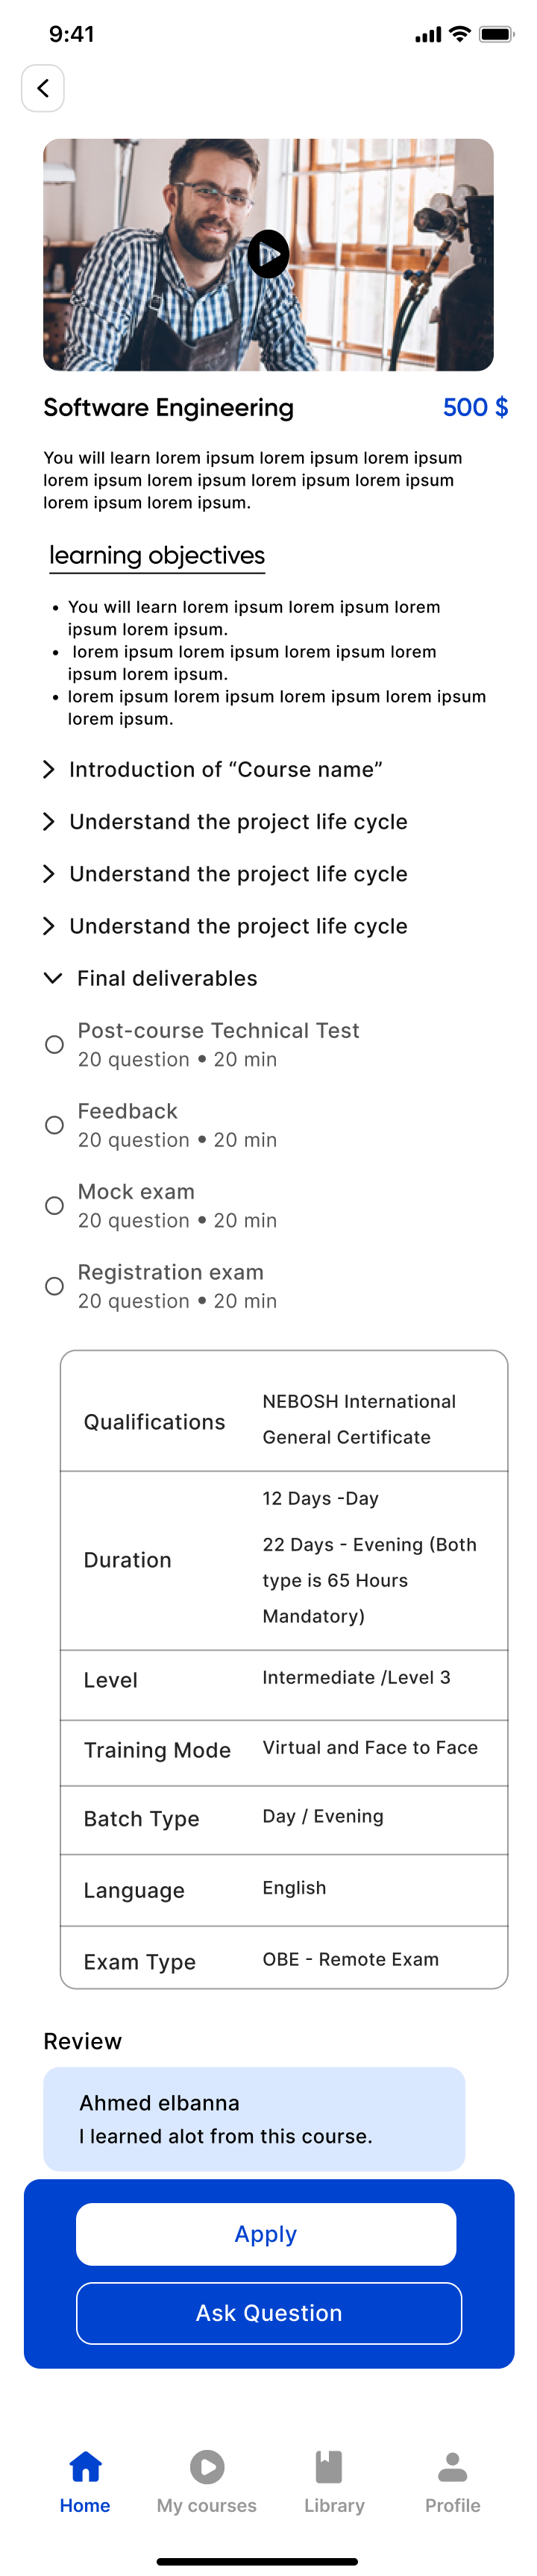 9:41
Software Engineering 500 $
You will learn lorem ipsum lorem ipsum lorem ipsum
lorem ipsum lorem ipsum lorem ipsum lorem ipsum
lorem ipsum lorem ipsum.
learning objectives
• You will learn lorem ipsum lorem ipsum lorem
ipsum lorem ipsum.
• lorem ipsum lorem ipsum lorem ipsum lorem
ipsum lorem ipsum.
• lorem ipsum lorem ipsum lorem ipsum lorem ipsum
lorem ipsum.
Introduction of “Course name”
Understand the project life cycle
Understand the project life cycle
Understand the project life cycle
Final deliverables
Post-course Technical Test
20 question • 20 min
Feedback
20 question • 20 min
Mock exam
20 question • 20 min
Registration exam
20 question • 20 min
Qualifications
NEBOSH International
General Certificate
Duration
12 Days -Day
22 Days - Evening (Both
type is 65 Hours
Mandatory)
Level
Intermediate /Level 3
Training Mode
Virtual and Face to Face
Batch Type
Day / Evening
Language
English
Exam Type
OBE - Remote Exam
Review
Ahmed elbanna
I learned alot from this course.
Apply
Ask Question
Home My courses Library Profile